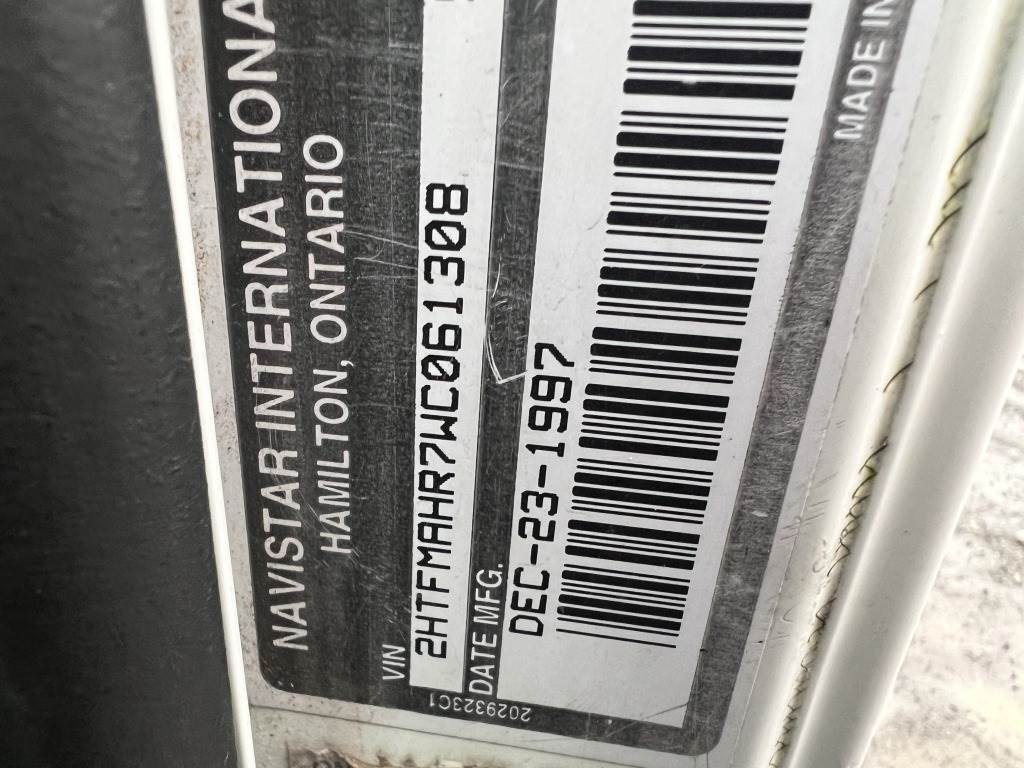 NAVISTAR INTERNATIONA
HAMILTON, ONTARIO
VIN
2HTFMAHR7WC061308
DATE MFG.
DEC-23-1997
MADE IN
2029323C1